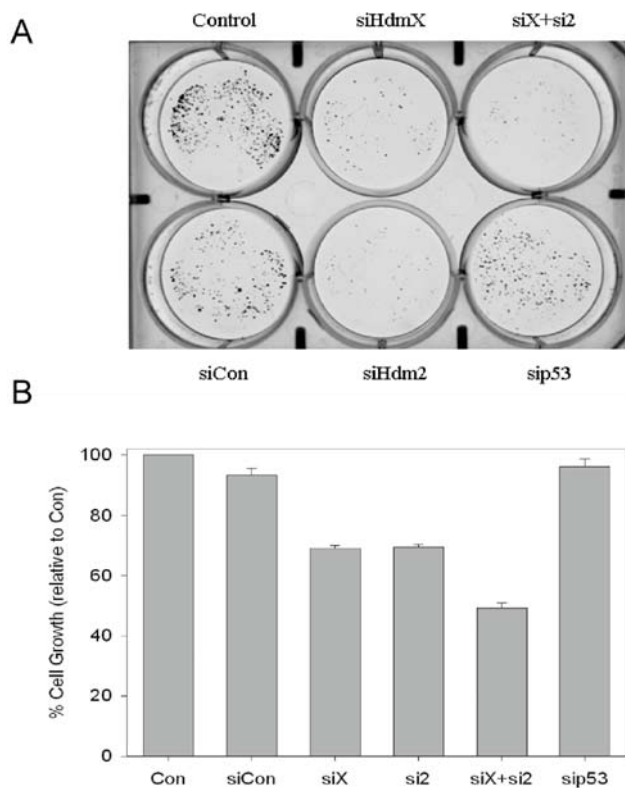 A
Control siHdmX siX+si2
siCon siHdm2 sip53
B
% Cell Growth (relative to Con)
100
80
60
40
20
0
Con siCon siX si2 siX+si2 sip53